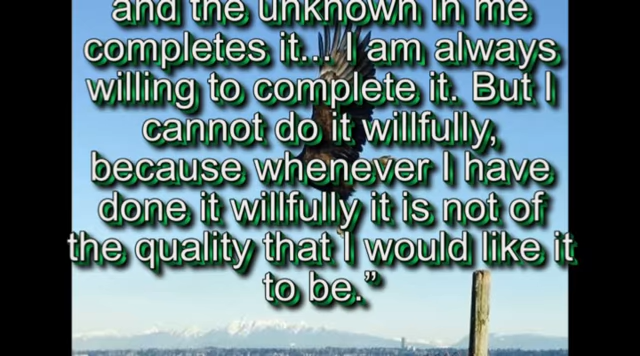 and the unknown in me
completes it... I am always
willing to complete it. But I
cannot do it willfully,
because whenever I have
done it willfully it is not of
the quality that I would like it
to be.”